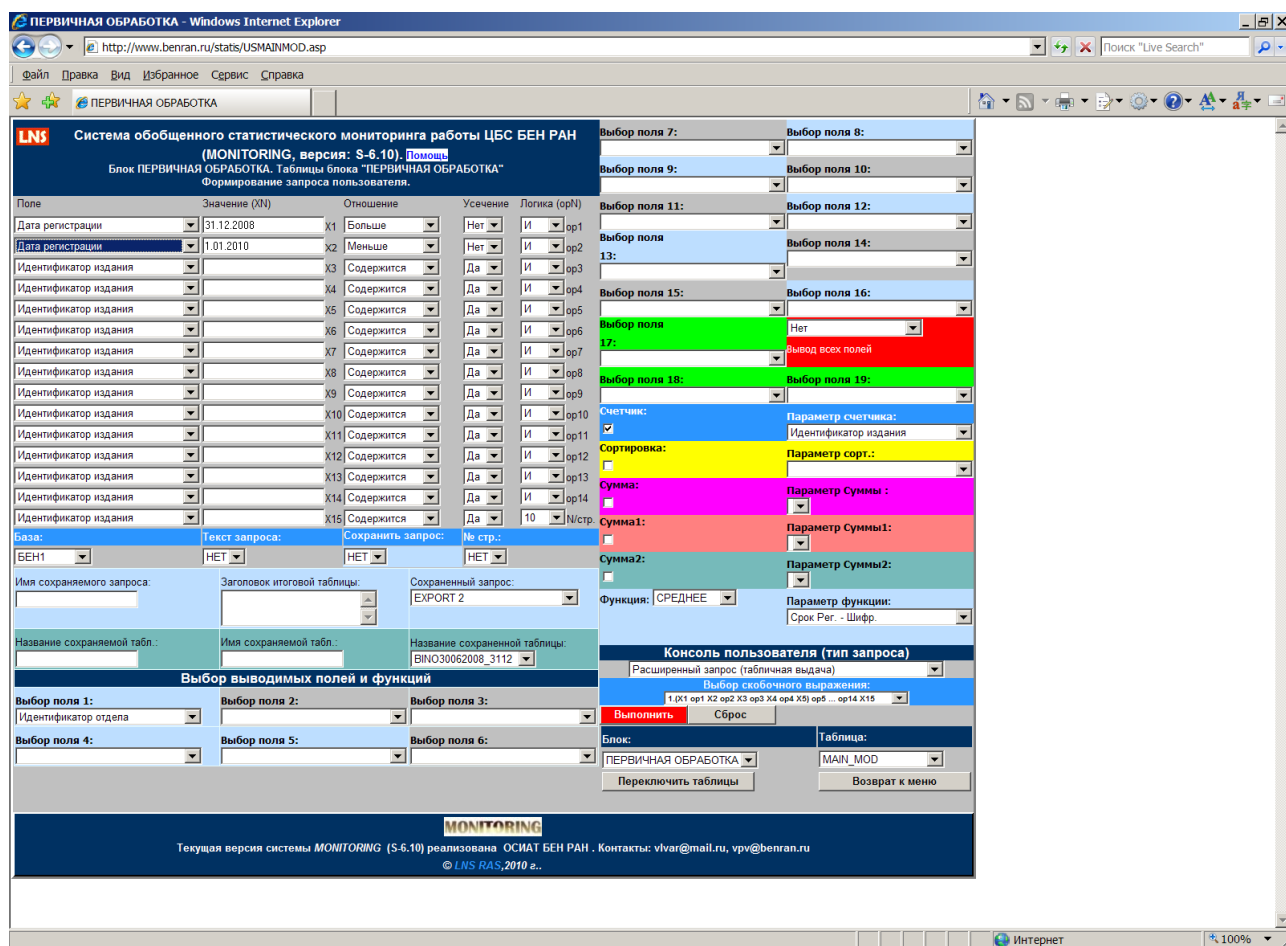 ПЕРВИЧНАЯ ОБРАБОТКА - Windows Internet Explorer
http://www.benran.ru/statis/USMAINMOD.asp
Поиск "Live Search"
Файл Правка Вид Избранное Сервис Справка
ПЕРВИЧНАЯ ОБРАБОТКА
LNS Система обобщенного статистического мониторинга работы ЦБС БЕН РАН
(MONITORING, версия: S-6.10). Помощь
Блок ПЕРВИЧНАЯ ОБРАБОТКА. Таблицы блока "ПЕРВИЧНАЯ ОБРАБОТКА"
Формирование запроса пользователя.
Поле Значение (XN) Отношение Усечение Логика (opN)
Дата регистрации 31.12.2008 X1 Больше Нет И op1
Дата регистрации 1.01.2010 X2 Меньше Нет И op2
Идентификатор издания X3 Содержится Да И op3
Идентификатор издания X4 Содержится Да И op4
Идентификатор издания X5 Содержится Да И op5
Идентификатор издания X6 Содержится Да И op6
Идентификатор издания X7 Содержится Да И op7
Идентификатор издания X8 Содержится Да И op8
Идентификатор издания X9 Содержится Да И op9
Идентификатор издания X10 Содержится Да И op10
Идентификатор издания X11 Содержится Да И op11
Идентификатор издания X12 Содержится Да И op12
Идентификатор издания X13 Содержится Да И op13
Идентификатор издания X14 Содержится Да И op14
Идентификатор издания X15 Содержится Да 10 N/стр.
База: Текст запроса: Сохранить запрос: № стр.:
БЕН1 НЕТ НЕТ НЕТ
Имя сохраняемого запроса: Заголовок итоговой таблицы: Сохраненный запрос:
EXPORT 2
Название сохраняемой табл.: Имя сохраняемой табл.: Название сохраненной таблицы:
BINO30062008_3112
Выбор выводимых полей и функций
Выбор поля 1: Выбор поля 2: Выбор поля 3:
Идентификатор отдела
Выбор поля 4: Выбор поля 5: Выбор поля 6:
Выбор поля 7: Выбор поля 8:
Выбор поля 9: Выбор поля 10:
Выбор поля 11: Выбор поля 12:
Выбор поля
13:
Выбор поля 14:
Выбор поля 15: Выбор поля 16:
Выбор поля
17:
Нет
Вывод всех полей
Выбор поля 18: Выбор поля 19:
Счетчик: Параметр счетчика:
Идентификатор издания
Сортировка: Параметр сорт.:
Сумма: Параметр Суммы :
Сумма1: Параметр Суммы1:
Сумма2: Параметр Суммы2:
Функция: СРЕДНЕЕ Параметр функции:
Срок Рег. - Шифр.
Консоль пользователя (тип запроса)
Расширенный запрос (табличная выдача)
Выбор скобочного выражения:
1.(X1 op1 X2 op2 X3 op3 X4 op4 X5) op5 ... op14 X15
Выполнить Сброс
Блок: Таблица:
ПЕРВИЧНАЯ ОБРАБОТКА MAIN_MOD
Переключить таблицы Возврат к меню
MONITORING
Текущая версия системы MONITORING (S-6.10) реализована ОСИАТ БЕН РАН . Контакты: vlvar@mail.ru, vpv@benran.ru
© LNS RAS,2010 г..
Интернет 100%